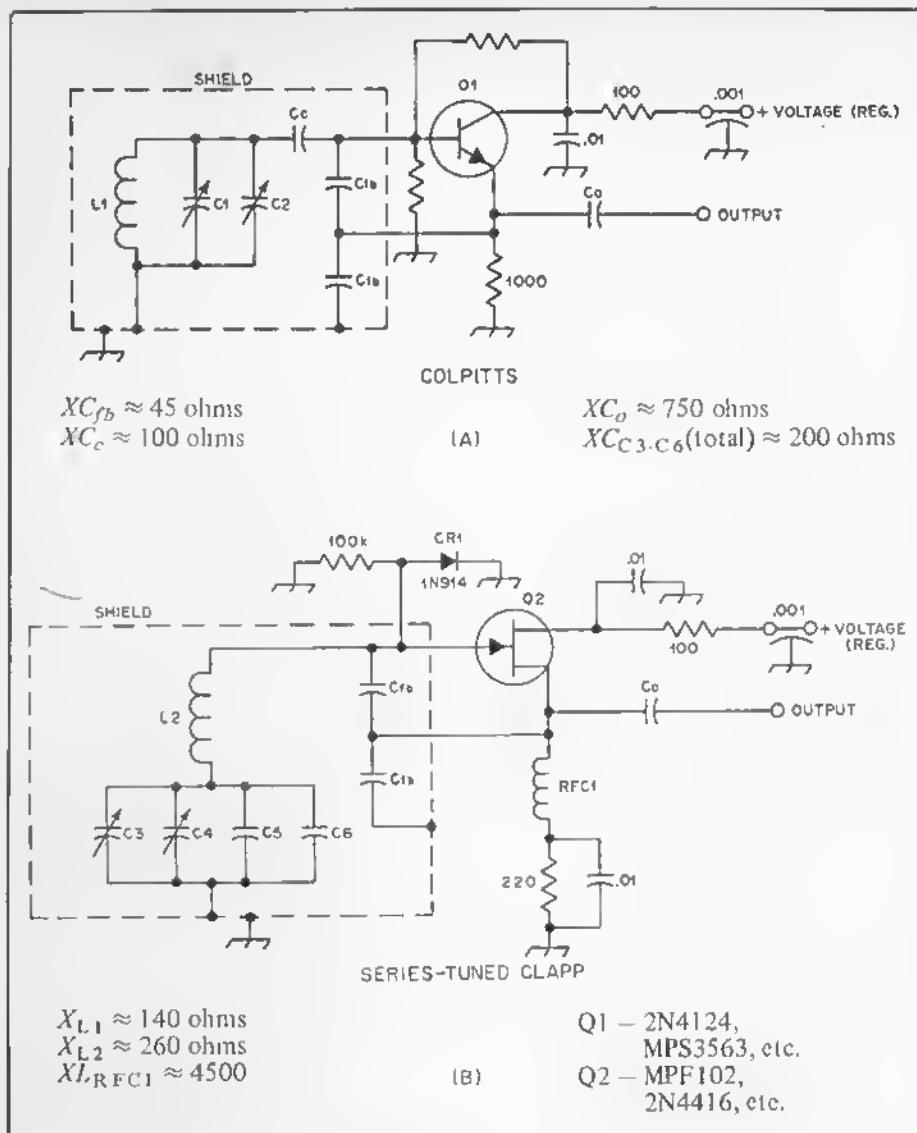 SHIELD
Q1
Cc
100
.001
+ VOLTAGE (REG.)
.01
L1
C1
C2
Cfb
Co
OUTPUT
Cfb
1000
COLPITTS
XCfb ≈ 45 ohms
XCc ≈ 100 ohms
(A)
XCo ≈ 750 ohms
XCC3-C6(total) ≈ 200 ohms
100k
CR1
1N914
.01
SHIELD
Q2
.001
+ VOLTAGE
(REG.)
100
Cfb
L2
Co
OUTPUT
Cfb
RFC1
C3
C4
C5
C6
220
.01
SERIES-TUNED CLAPP
XL1 ≈ 140 ohms
XL2 ≈ 260 ohms
XLRFC1 ≈ 4500
(B)
Q1 – 2N4124,
MPS3563, etc.
Q2 – MPF102,
2N4416, etc.